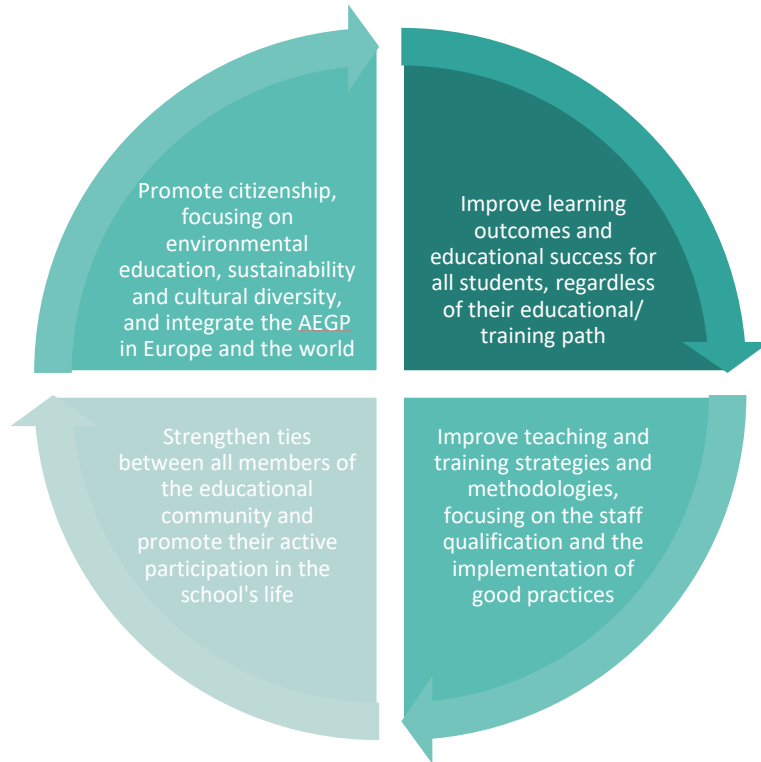 Promote citizenship,
focusing on
environmental
education, sustainability
and cultural diversity,
and integrate the AEGP
in Europe and the world
Improve learning
outcomes and
educational success for
all students, regardless
of their educational/
training path
Strengthen ties
between all members of
the educational
community and
promote their active
participation in the
school's life
Improve teaching and
training strategies and
methodologies,
focusing on the staff
qualification and the
implementation of
good practices